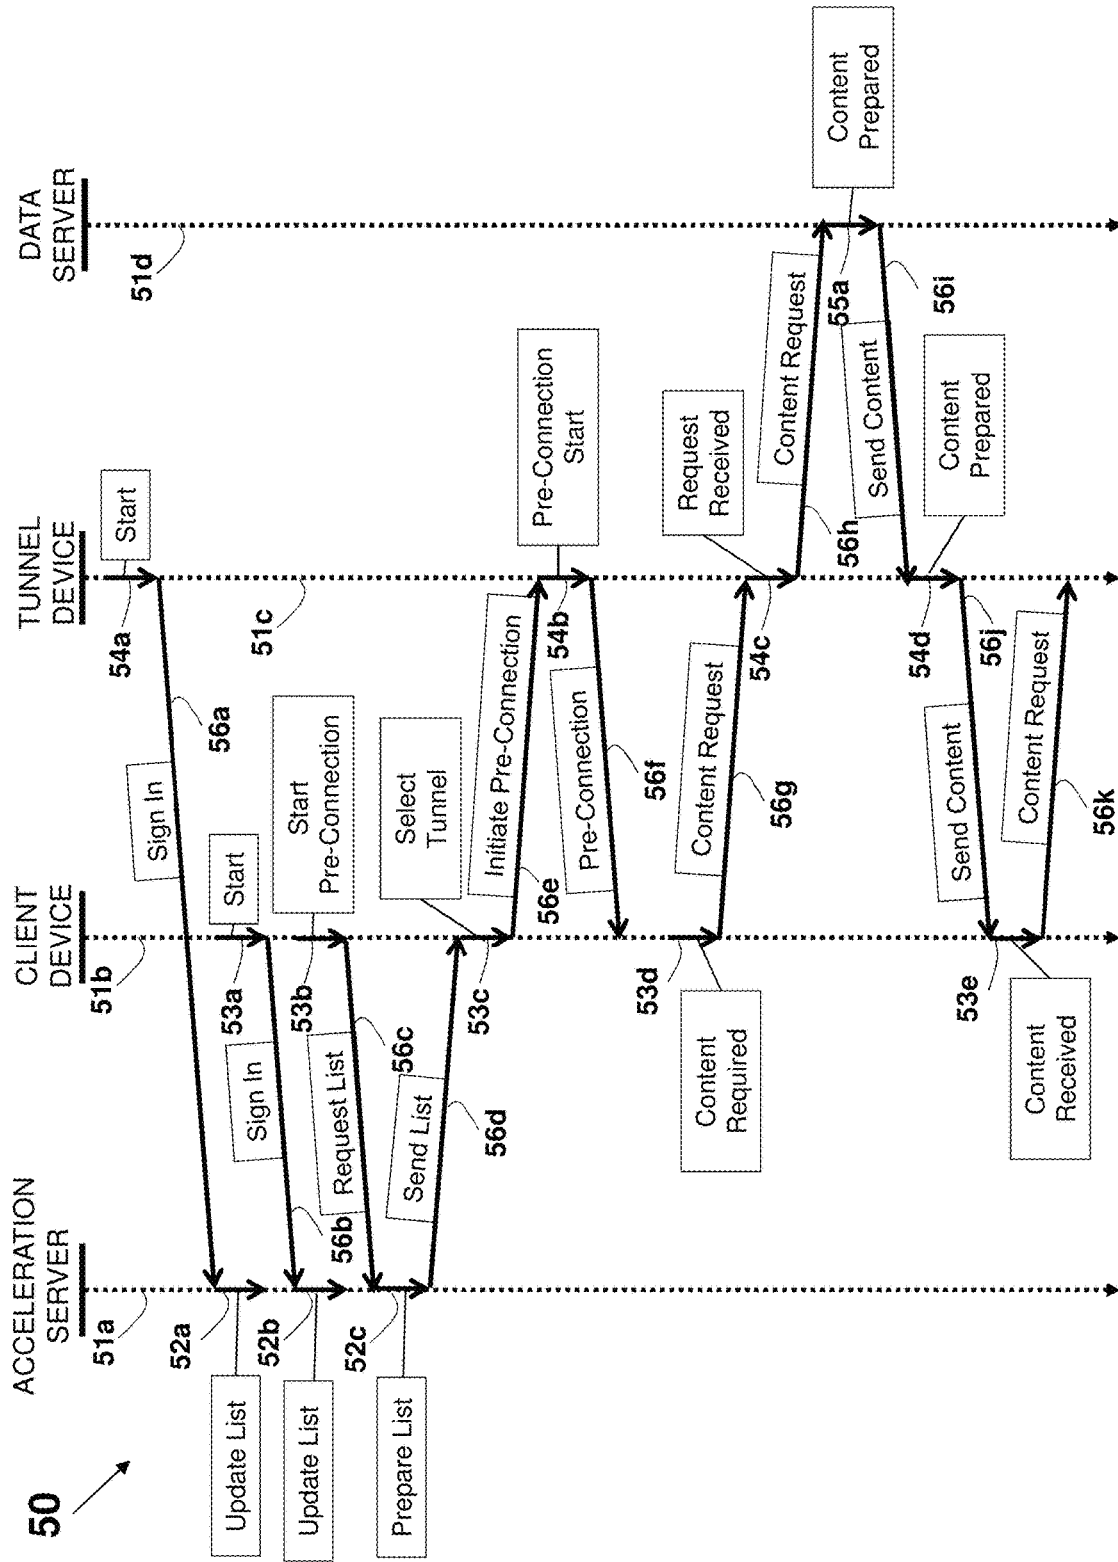 50
ACCELERATION
SERVER
CLIENT
DEVICE
TUNNEL
DEVICE
DATA
SERVER
51a
51b
54a
Start
51d
Sign In
56a
51c
52a
Update List
53a
Start
Sign In
56b
52b
Update List
53b
Start
Pre-Connection
Request List
56c
52c
Prepare List
Send List
56d
53c
Select
Tunnel
Initiate Pre-Connection
56e
54b
Pre-Connection
Start
Pre-Connection
56f
53d
Content
Required
Content Request
56g
54c
Request
Received
Content Request
56h
55a
Content
Prepared
Send Content
56i
54d
Content
Prepared
56j
Send Content
53e
Content
Received
Content Request
56k